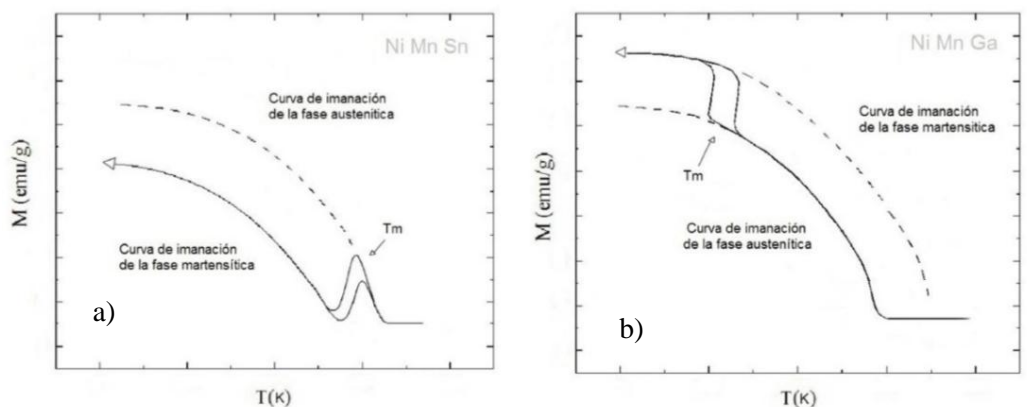 Ni Mn Sn
Curva de imanación
de la fase austenitica
Tm
Curva de imanación
de la fase martensítica
a)
M (emu/g)
T(K)
Ni Mn Ga
Curva de imanación
de la fase martensítica
Tm
Curva de imanación
de la fase austenítica
b)
M (emu/g)
T(K)